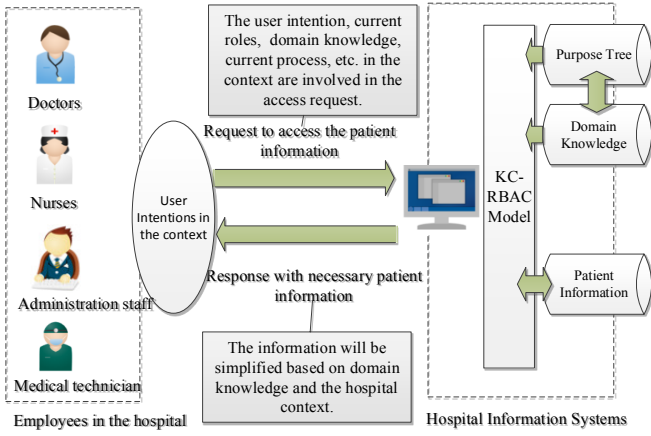 Doctors
Nurses
Administration staff
Medical technician
Employees in the hospital
User
Intentions in
the context
The user intention, current
roles, domain knowledge,
current process, etc. in the
context are involved in the
access request.
Request to access the patient
information
Response with necessary patient
information
The information will be
simplified based on domain
knowledge and the hospital
context.
KC-
RBAC
Model
Purpose Tree
Domain
Knowledge
Patient
Information
Hospital Information Systems